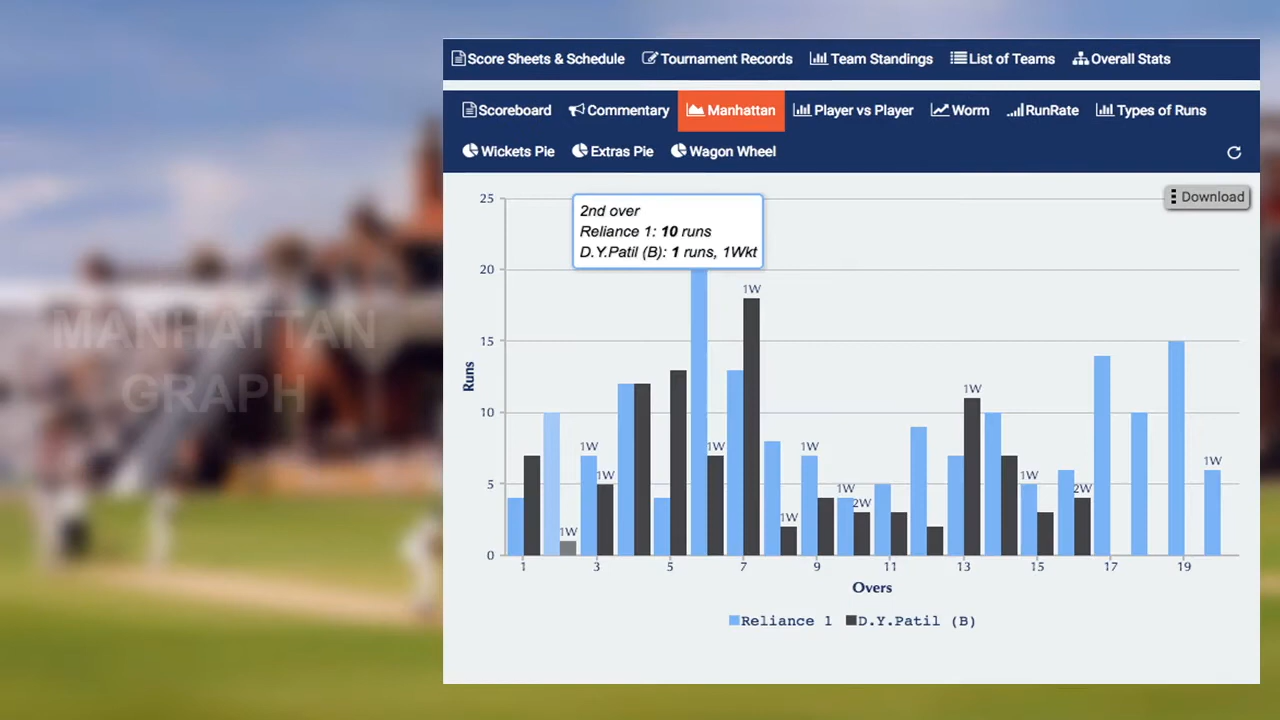 Score Sheets & Schedule Tournament Records Team Standings List of Teams Overall Stats
Scoreboard Commentary Manhattan Player vs Player Worm RunRate Types of Runs
Wickets Pie Extras Pie Wagon Wheel
Download
MANHATTAN
GRAPH
2nd over
Reliance 1: 10 runs
D.Y.Patil (B): 1 runs, 1Wkt
25
20
15
10
5
0
Runs
1W
1W
1W
1W
1W
1W
1W
1W
2W
1W
1W
2W
1W
1 3 5 7 9 11 13 15 17 19
Overs
Reliance 1 D.Y.Patil (B)